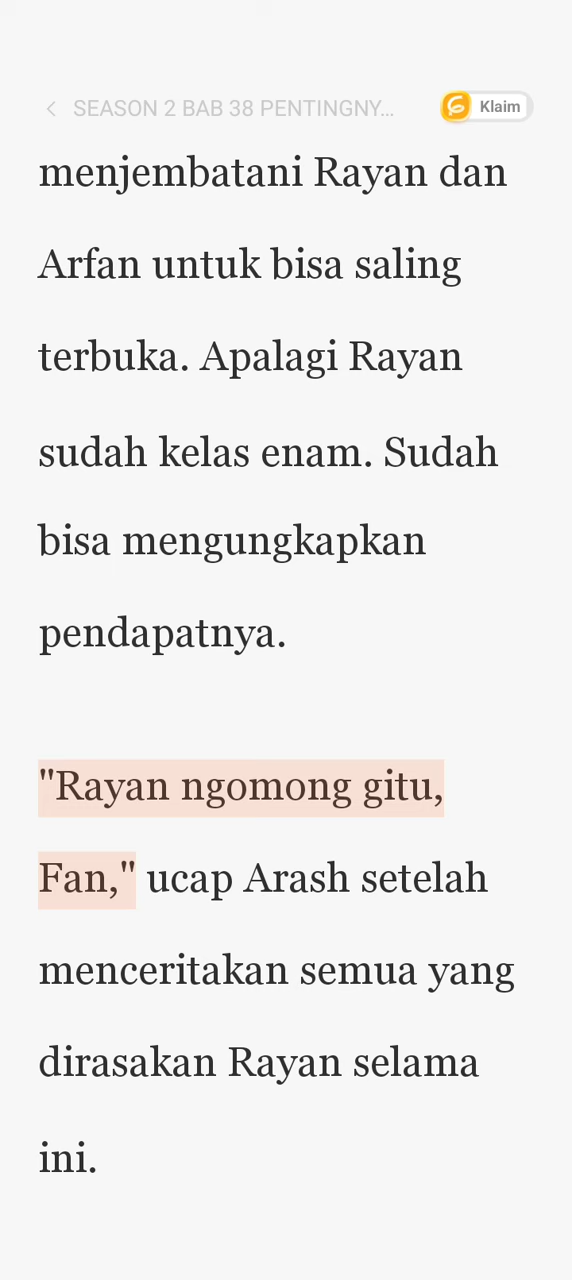 SEASON 2 BAB 38 PENTINGNY...
Klaim
menjembatani Rayan dan
Arfan untuk bisa saling
terbuka. Apalagi Rayan
sudah kelas enam. Sudah
bisa mengungkapkan
pendapatnya.
"Rayan ngomong gitu,
Fan," ucap Arash setelah
menceritakan semua yang
dirasakan Rayan selama
ini.